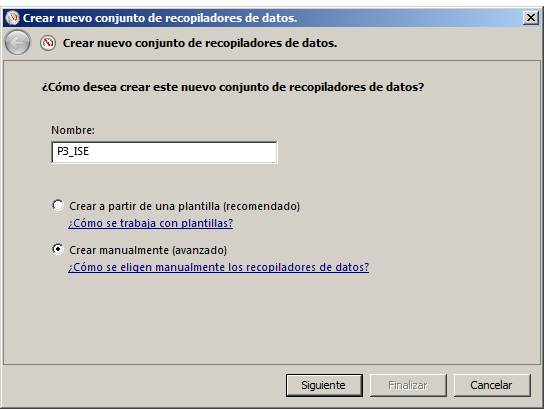 Crear nuevo conjunto de recopiladores de datos.
Crear nuevo conjunto de recopiladores de datos.
¿Cómo desea crear este nuevo conjunto de recopiladores de datos?
Nombre:
P3_ISE
Crear a partir de una plantilla (recomendado)
¿Cómo se trabaja con plantillas?
Crear manualmente (avanzado)
¿Cómo se eligen manualmente los recopiladores de datos?
Siguiente Finalizar Cancelar